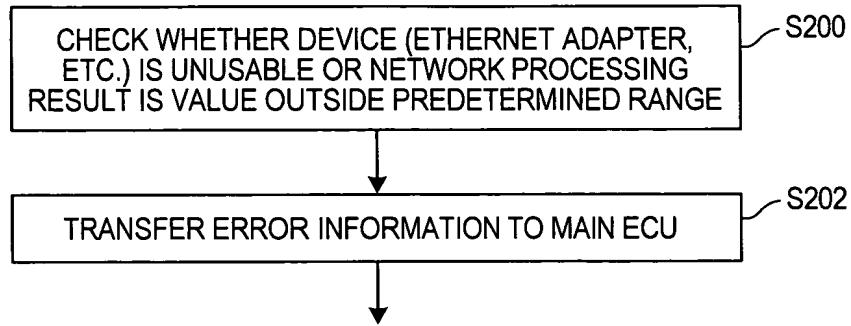 CHECK WHETHER DEVICE (ETHERNET ADAPTER,
ETC.) IS UNUSABLE OR NETWORK PROCESSING
RESULT IS VALUE OUTSIDE PREDETERMINED RANGE
S200
TRANSFER ERROR INFORMATION TO MAIN ECU
S202